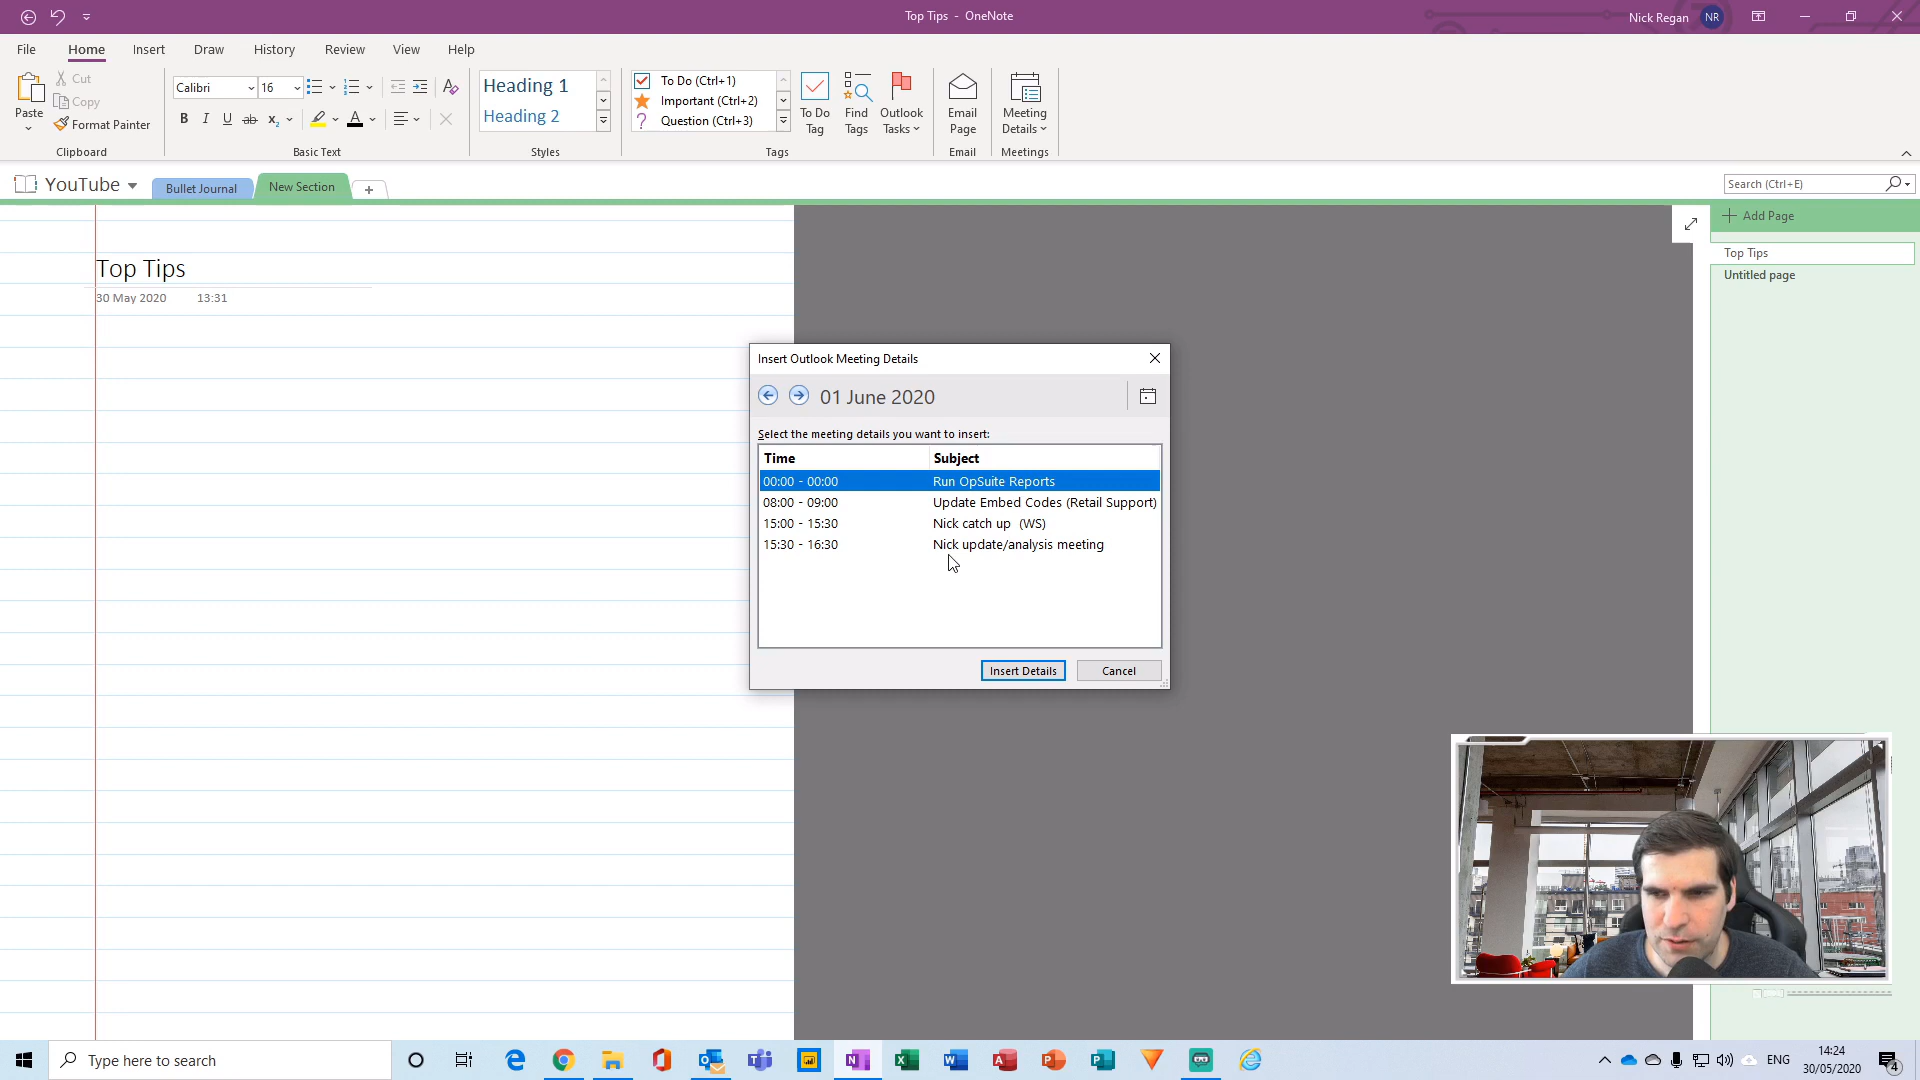 Top Tips - OneNote
Nick Regan NR
File Home Insert Draw History Review View Help
Paste
Cut
Copy
Format Painter
Clipboard
Calibri 16
Basic Text
Heading 1
Heading 2
Styles
To Do (Ctrl+1)
Important (Ctrl+2)
Question (Ctrl+3)
To Do Tag
Find Tags
Outlook Tasks
Tags
Email Page
Email
Meeting Details
Meetings
YouTube Bullet Journal New Section
Search (Ctrl+E)
Add Page
Top Tips
Untitled page
Top Tips
30 May 2020 13:31
Insert Outlook Meeting Details
01 June 2020
Select the meeting details you want to insert:
Time Subject
00:00 - 00:00 Run OpSuite Reports
08:00 - 09:00 Update Embed Codes (Retail Support)
15:00 - 15:30 Nick catch up (WS)
15:30 - 16:30 Nick update/analysis meeting
Insert Details Cancel
Type here to search
ENG
14:24
30/05/2020
4